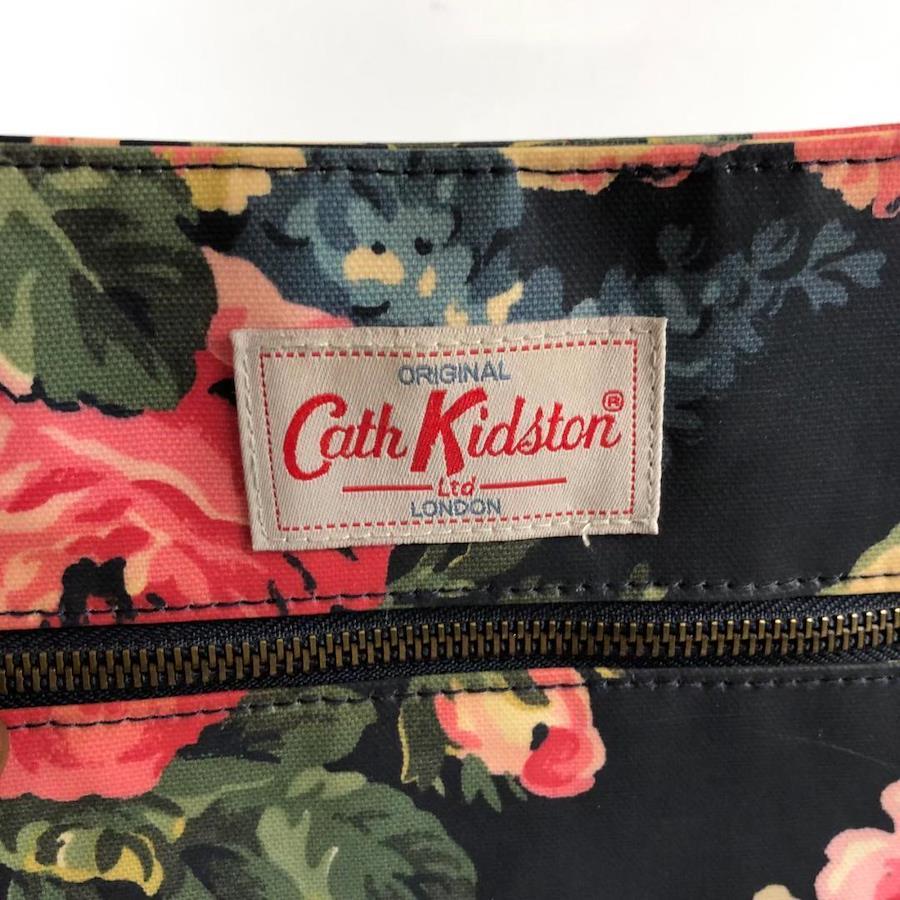 ORIGINAL
Cath Kidston®
Ltd
LONDON